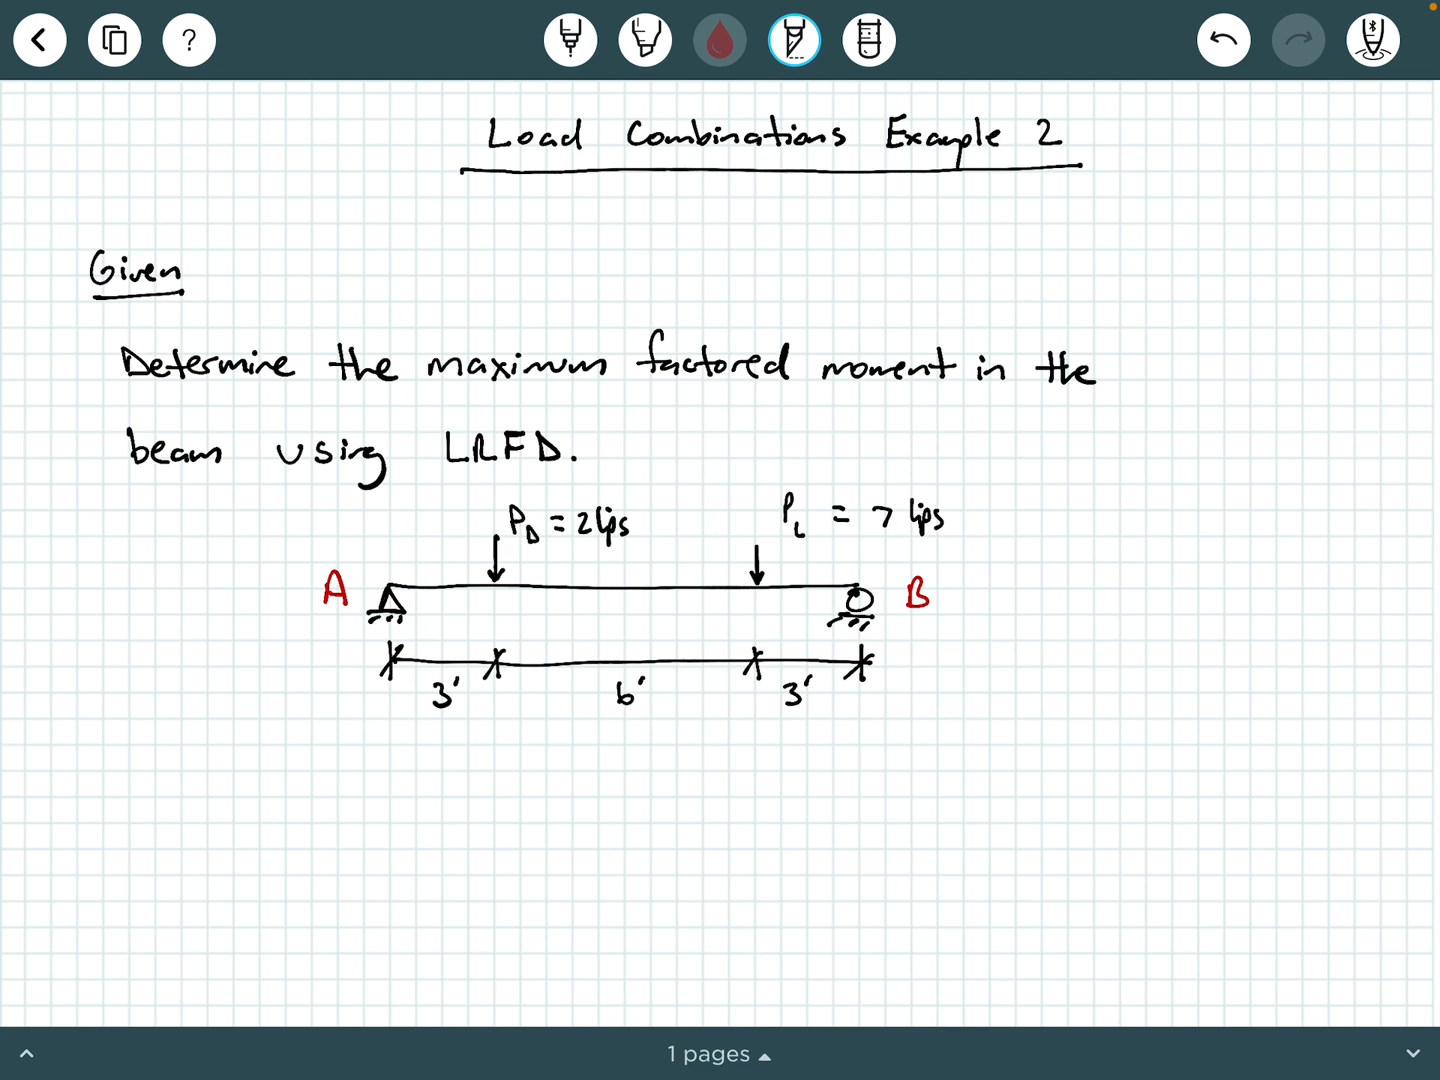 ?
Load Combinations Example 2
Given
Determine the maximum factored moment in the
beam using LRFD.
P_D = 2 kips
P_L = 7 kips
A
B
3'
6'
3'
1 pages